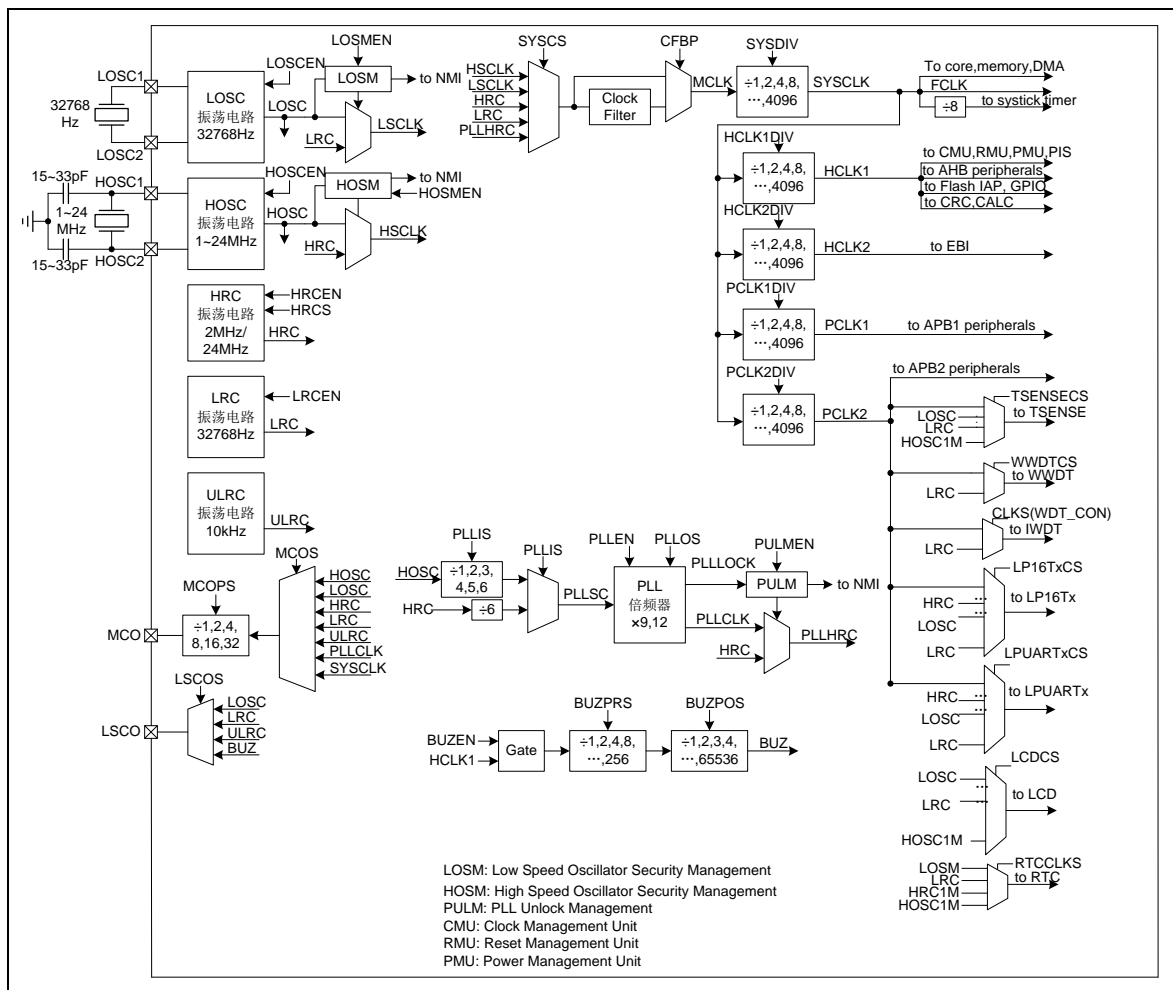 LOSC1
32768
Hz
LOSC2
LOSC
振荡电路
32768Hz
LOSCEN
LOSC
LOSMEN
LOSM
to NMI
LRC
LSCLK
15~33pF
HOSC1
1~24
MHz
15~33pF
HOSC2
HOSC
振荡电路
1~24MHz
HOSCEN
HOSC
HOSM
to NMI
HOSMEN
HRC
HSCLK
HRC
振荡电路
2MHz/
24MHz
HRCEN
HRCS
HRC
LRC
振荡电路
32768Hz
LRCEN
LRC
ULRC
振荡电路
10kHz
ULRC
SYSCS
HSCLK
LSCLK
HRC
LRC
PLLHRC
Clock
Filter
CFBP
MCLK
SYSDIV
÷1,2,4,8,
…,4096
SYSCLK
To core,memory,DMA
FCLK
÷8
to systick timer
HCLK1DIV
÷1,2,4,8,
…,4096
HCLK1
to CMU,RMU,PMU,PIS
to AHB peripherals
to Flash IAP, GPIO
to CRC,CALC
HCLK2DIV
÷1,2,4,8,
…,4096
HCLK2
to EBI
PCLK1DIV
÷1,2,4,8,
…,4096
PCLK1
to APB1 peripherals
PCLK2DIV
÷1,2,4,8,
…,4096
PCLK2
to APB2 peripherals
TSENSECS
LOSC
LRC
HOSC1M
to TSENSE
WWDTCS
LRC
to WWDT
CLKS(WDT_CON)
LRC
to IWDT
LP16TxCS
HRC
…
LOSC
…
LRC
to LP16Tx
LPUARTxCS
HRC
…
LOSC
…
LRC
to LPUARTx
LCDCS
LOSC
…
LRC
…
HOSC1M
to LCD
RTCCLKS
LOSM
LRC
HRC1M
HOSC1M
to RTC
MCO
MCOPS
÷1,2,4,
8,16,32
MCOS
HOSC
LOSC
HRC
LRC
ULRC
PLLCLK
SYSCLK
LSCO
LSCOS
LOSC
LRC
ULRC
BUZ
HOSC
PLLIS
÷1,2,3,
4,5,6
HRC
÷6
PLLIS
PLLSC
PLLEN
PLLOS
PLL
倍频器
×9,12
PLLLOCK
PLLCLK
PULMEN
PULM
to NMI
HRC
PLLHRC
BUZEN
HCLK1
Gate
BUZPRS
÷1,2,4,8,
…,256
BUZPOS
÷1,2,3,4,
…,65536
BUZ
LOSM: Low Speed Oscillator Security Management
HOSM: High Speed Oscillator Security Management
PULM: PLL Unlock Management
CMU: Clock Management Unit
RMU: Reset Management Unit
PMU: Power Management Unit